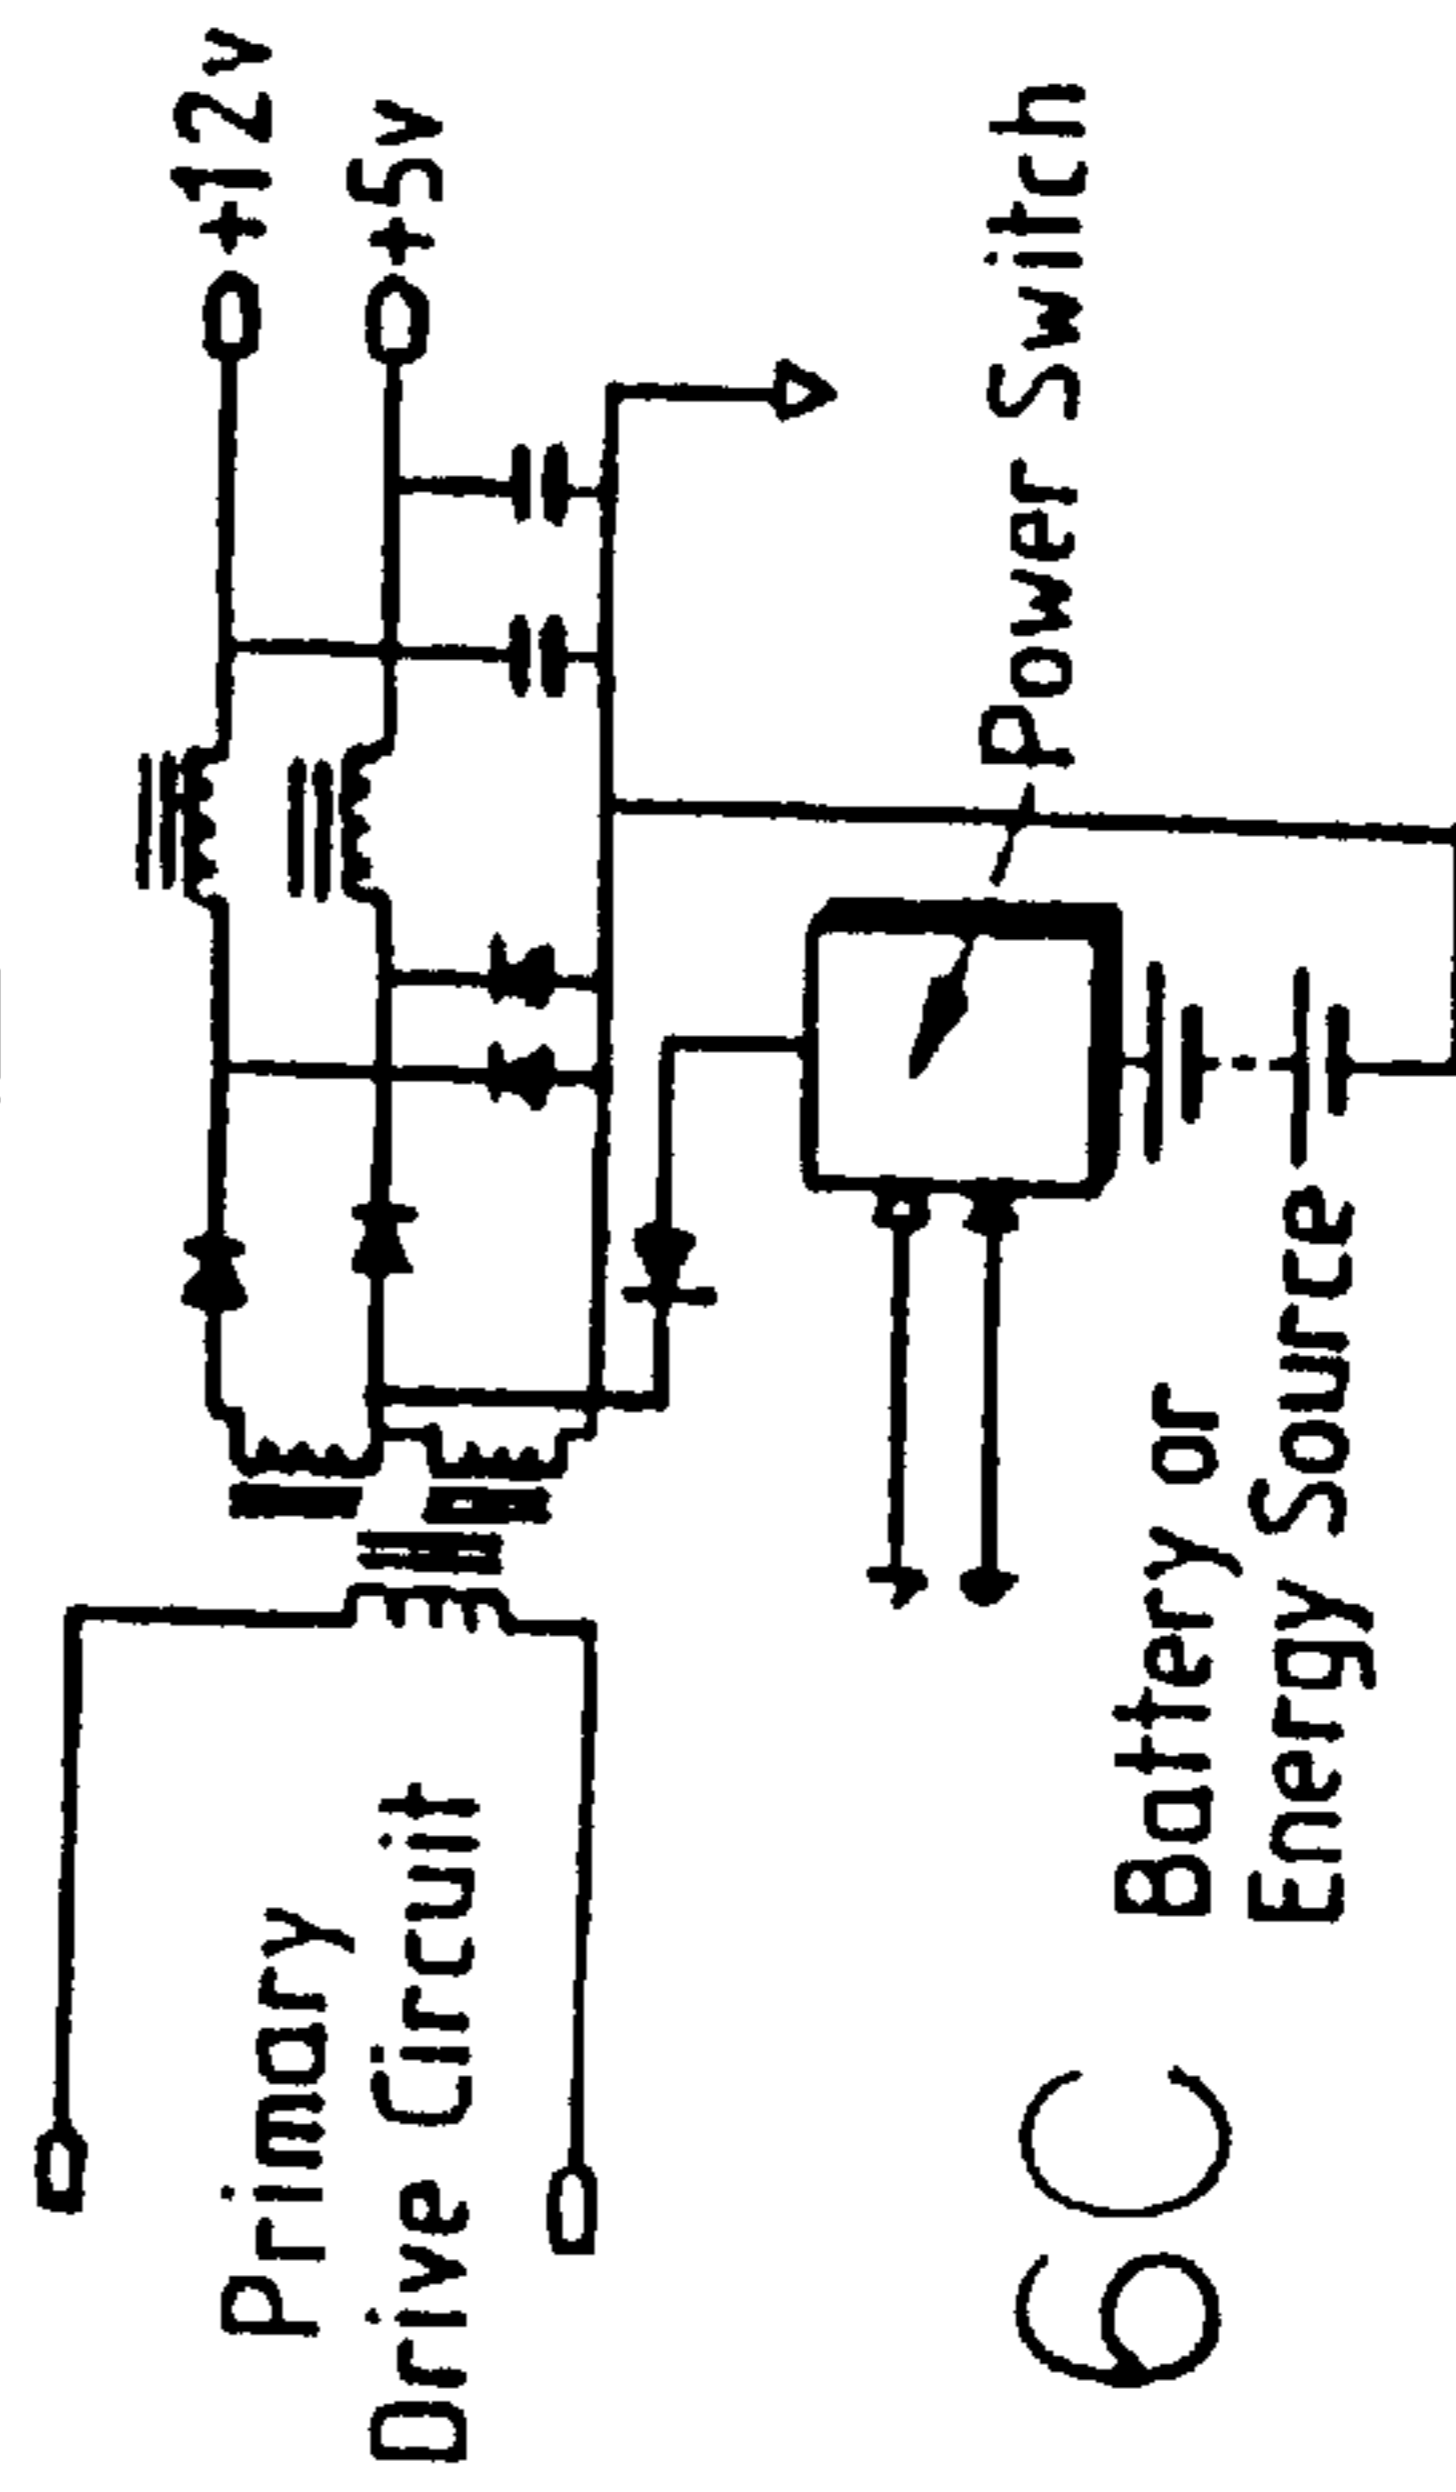 +12v
+5v
Primary
Drive Circuit
Power Switch
Battery or
Energy Source
6C